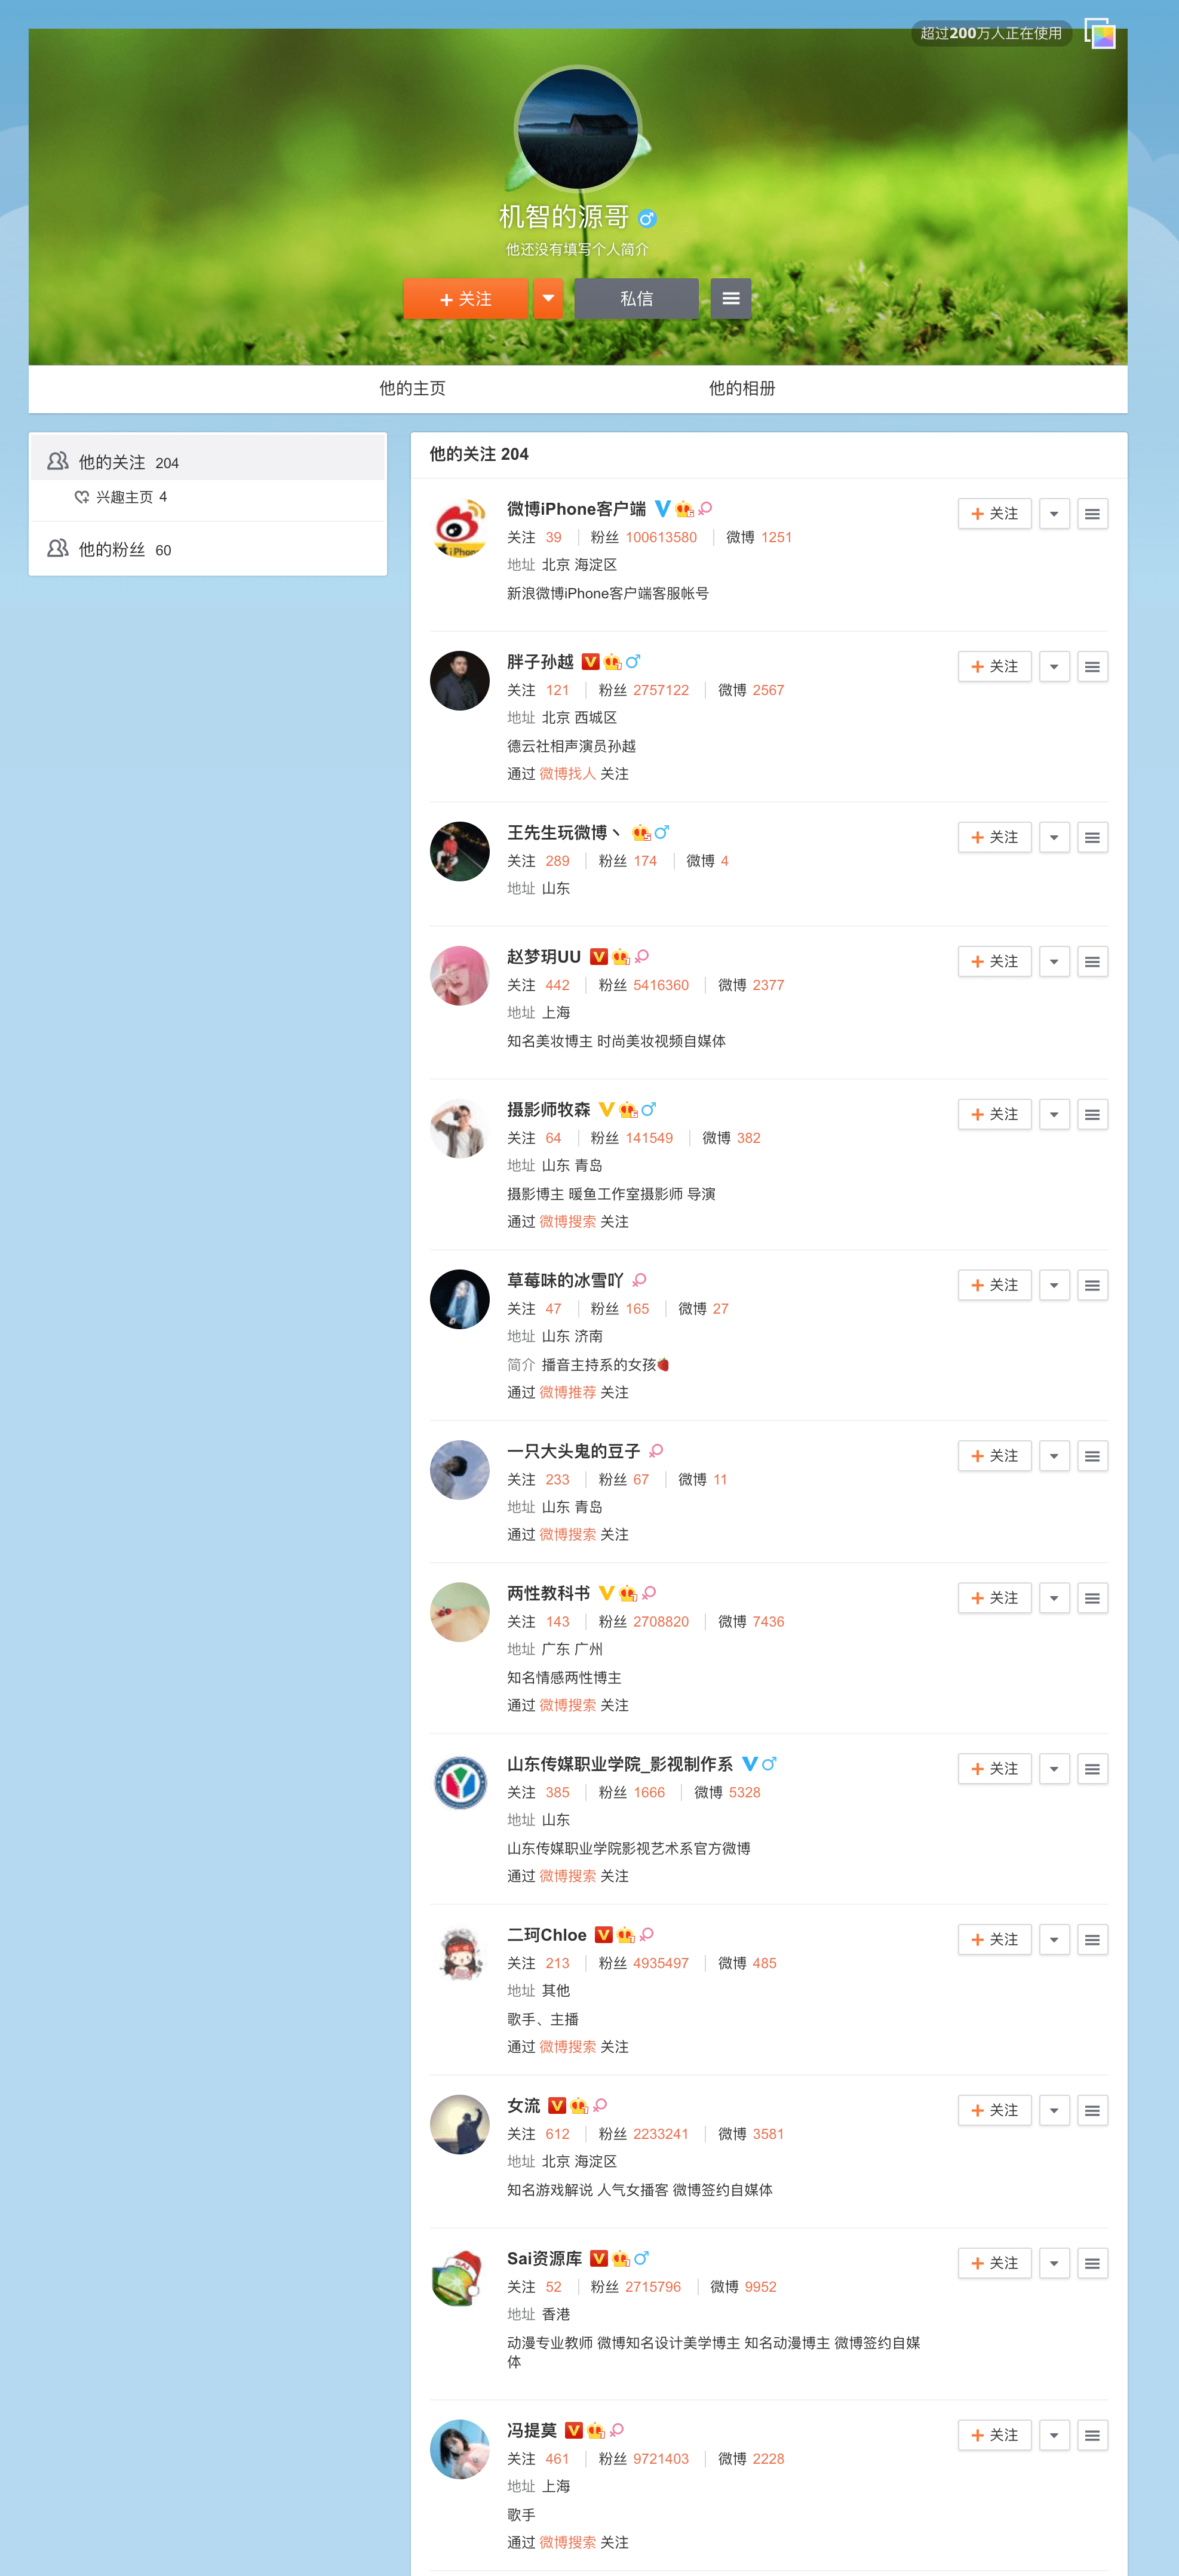 超过200万人正在使用
机智的源哥
他还没有填写个人简介
+ 关注
私信
他的主页
他的相册
他的关注 204
兴趣主页 4
他的粉丝 60
他的关注 204
微博iPhone客户端
+ 关注
关注 39 粉丝 100613580 微博 1251
地址 北京 海淀区
新浪微博iPhone客户端客服帐号
胖子孙越
+ 关注
关注 121 粉丝 2757122 微博 2567
地址 北京 西城区
德云社相声演员孙越
通过 微博找人 关注
王先生玩微博丶
+ 关注
关注 289 粉丝 174 微博 4
地址 山东
赵梦玥UU
+ 关注
关注 442 粉丝 5416360 微博 2377
地址 上海
知名美妆博主 时尚美妆视频自媒体
摄影师牧森
+ 关注
关注 64 粉丝 141549 微博 382
地址 山东 青岛
摄影博主 暖鱼工作室摄影师 导演
通过 微博搜索 关注
草莓味的冰雪吖
+ 关注
关注 47 粉丝 165 微博 27
地址 山东 济南
简介 播音主持系的女孩🍓
通过 微博推荐 关注
一只大头鬼的豆子
+ 关注
关注 233 粉丝 67 微博 11
地址 山东 青岛
通过 微博搜索 关注
两性教科书
+ 关注
关注 143 粉丝 2708820 微博 7436
地址 广东 广州
知名情感两性博主
通过 微博搜索 关注
山东传媒职业学院_影视制作系
+ 关注
关注 385 粉丝 1666 微博 5328
地址 山东
山东传媒职业学院影视艺术系官方微博
通过 微博搜索 关注
二珂Chloe
+ 关注
关注 213 粉丝 4935497 微博 485
地址 其他
歌手、主播
通过 微博搜索 关注
女流
+ 关注
关注 612 粉丝 2233241 微博 3581
地址 北京 海淀区
知名游戏解说 人气女播客 微博签约自媒体
Sai资源库
+ 关注
关注 52 粉丝 2715796 微博 9952
地址 香港
动漫专业教师 微博知名设计美学博主 知名动漫博主 微博签约自媒
体
冯提莫
+ 关注
关注 461 粉丝 9721403 微博 2228
地址 上海
歌手
通过 微博搜索 关注